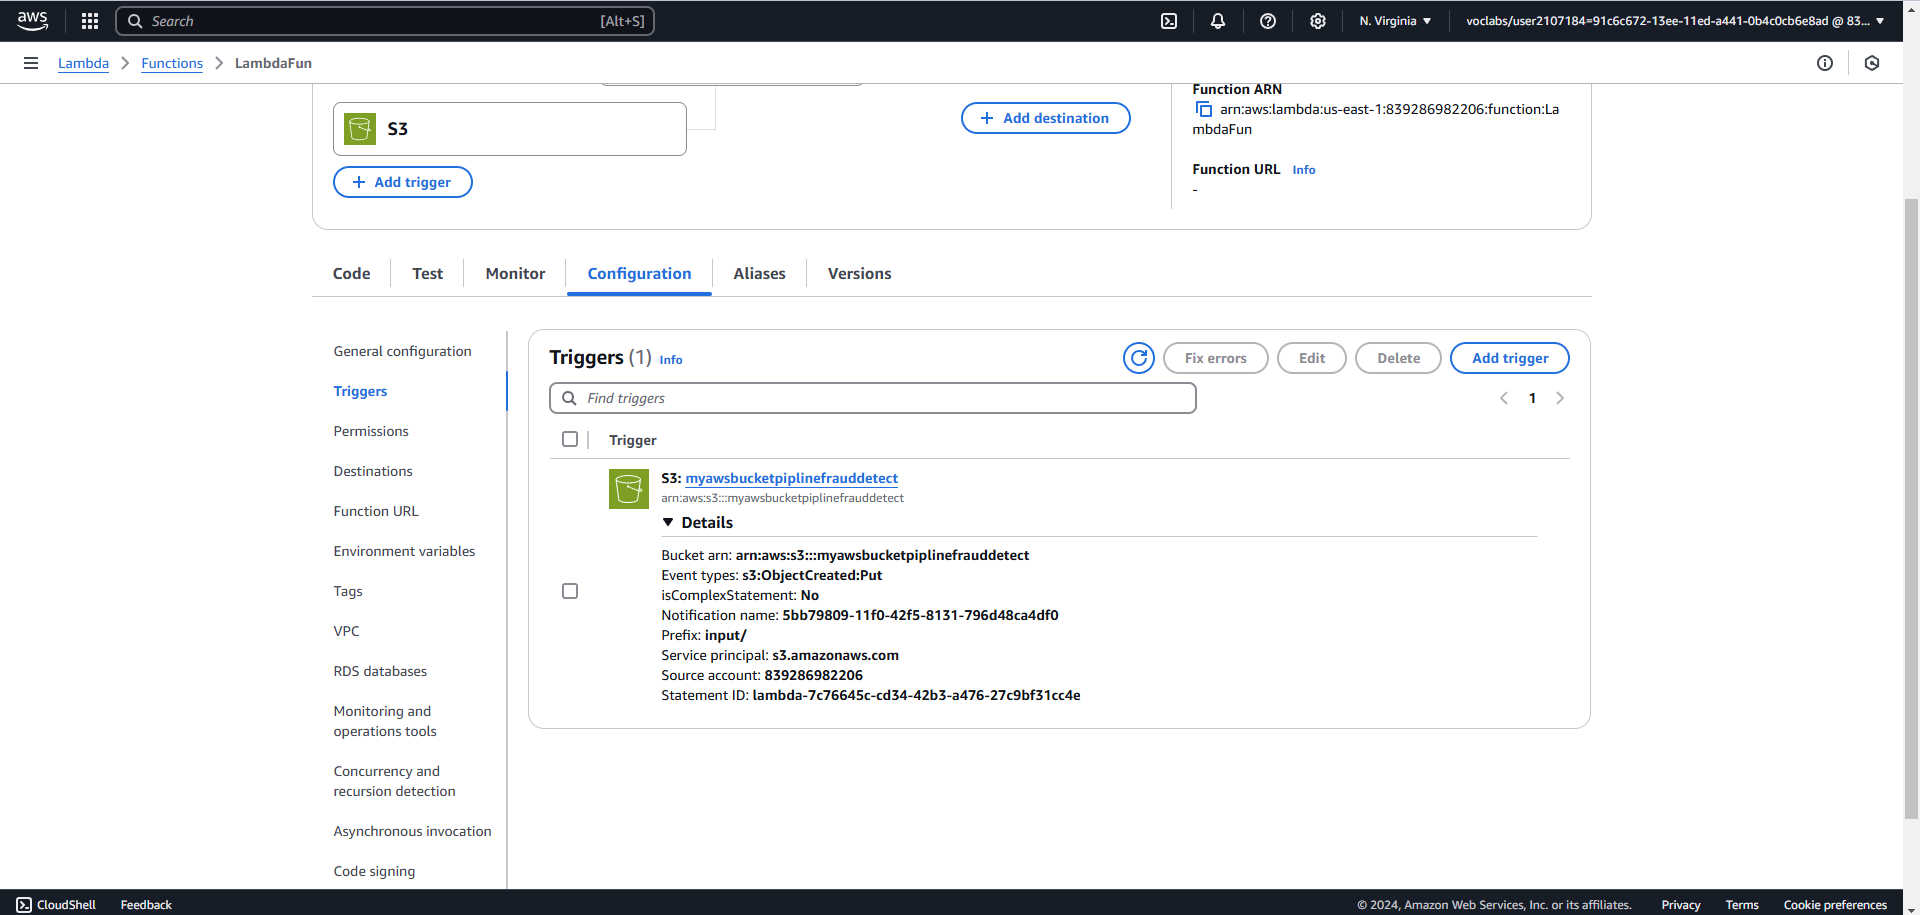 aws
Search
[Alt+S]
N. Virginia
voclabs/user2107184=91c6c672-13ee-11ed-a441-0b4c0cb6e8ad @ 83...
Lambda
Functions
LambdaFun
S3
Add trigger
Add destination
Function ARN
arn:aws:lambda:us-east-1:839286982206:function:La
mbdaFun
Function URL Info
-
Code
Test
Monitor
Configuration
Aliases
Versions
General configuration
Triggers
Permissions
Destinations
Function URL
Environment variables
Tags
VPC
RDS databases
Monitoring and
operations tools
Concurrency and
recursion detection
Asynchronous invocation
Code signing
Triggers (1) Info
Fix errors
Edit
Delete
Add trigger
Find triggers
1
Trigger
S3: myawsbucketpiplinefrauddetect
arn:aws:s3:::myawsbucketpiplinefrauddetect
Details
Bucket arn: arn:aws:s3:::myawsbucketpiplinefrauddetect
Event types: s3:ObjectCreated:Put
isComplexStatement: No
Notification name: 5bb79809-11f0-42f5-8131-796d48ca4df0
Prefix: input/
Service principal: s3.amazonaws.com
Source account: 839286982206
Statement ID: lambda-7c76645c-cd34-42b3-a476-27c9bf31cc4e
CloudShell
Feedback
© 2024, Amazon Web Services, Inc. or its affiliates.
Privacy
Terms
Cookie preferences